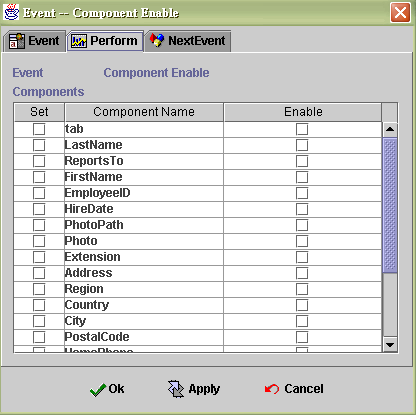 Event -- Component Enable
Event Perform NextEvent
Event Component Enable
Components
Set Component Name Enable
tab
LastName
ReportsTo
FirstName
EmployeeID
HireDate
PhotoPath
Photo
Extension
Address
Region
Country
City
PostalCode
HomePhone
Ok Apply Cancel